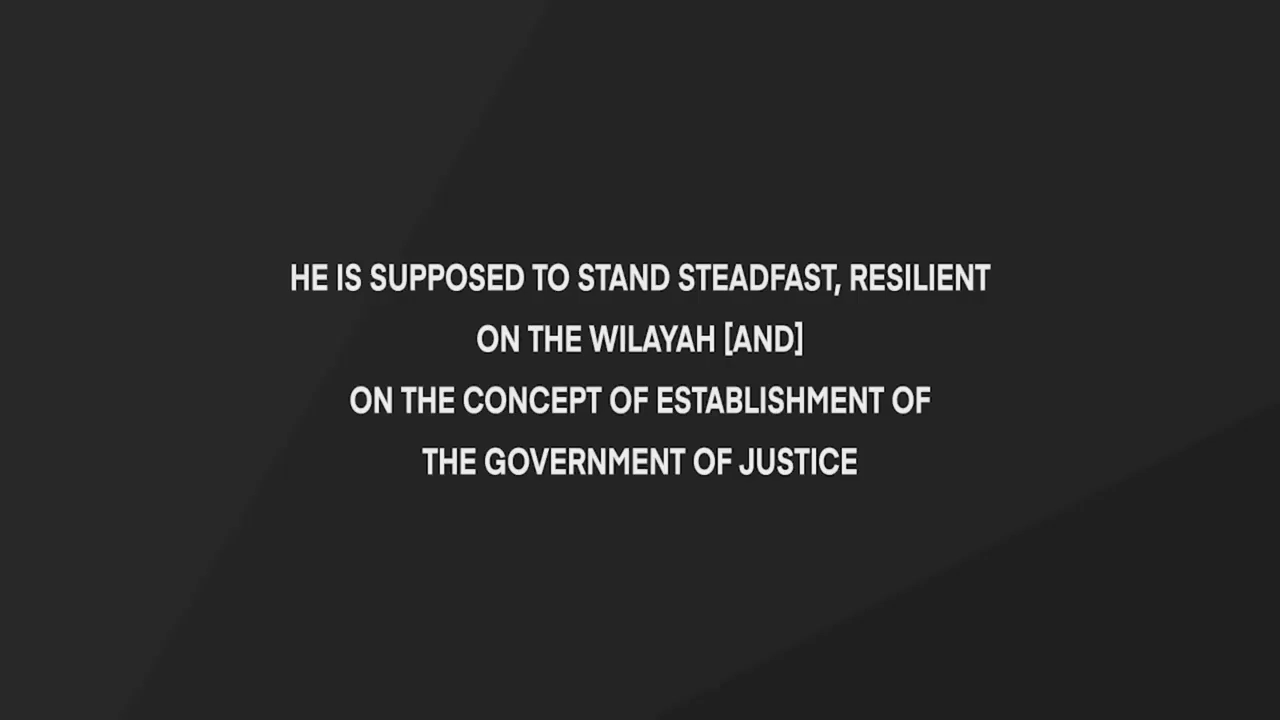 HE IS SUPPOSED TO STAND STEADFAST, RESILIENT
ON THE WILAYAH [AND]
ON THE CONCEPT OF ESTABLISHMENT OF
THE GOVERNMENT OF JUSTICE